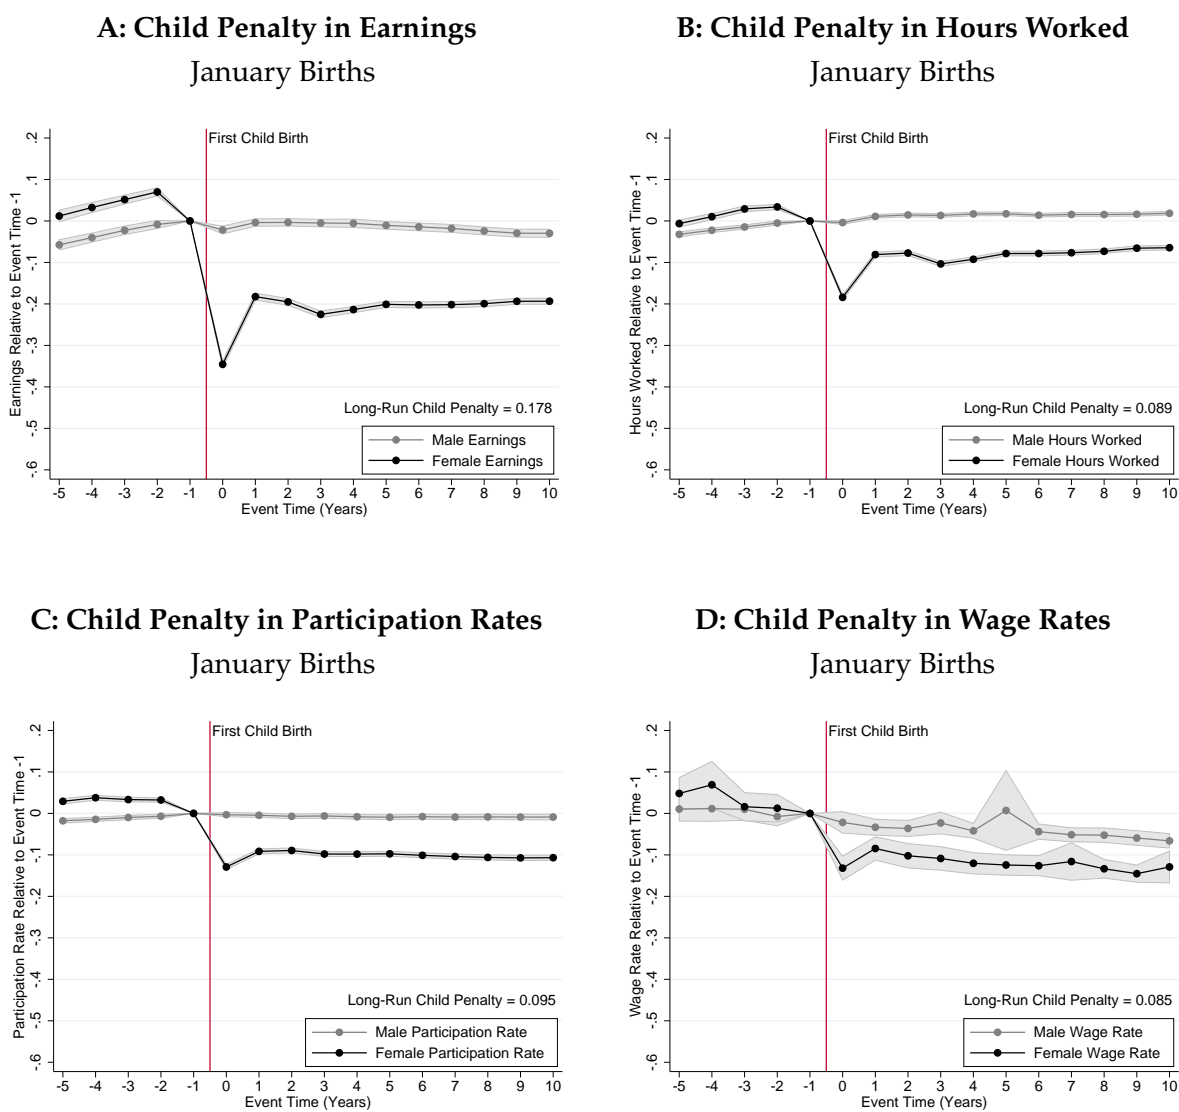 A: Child Penalty in Earnings
January Births
Earnings Relative to Event Time -1
.2
.1
0
-.1
-.2
-.3
-.4
-.5
-.6
First Child Birth
Long-Run Child Penalty = 0.178
Male Earnings
Female Earnings
-5 -4 -3 -2 -1 0 1 2 3 4 5 6 7 8 9 10
Event Time (Years)
B: Child Penalty in Hours Worked
January Births
Hours Worked Relative to Event Time -1
.2
.1
0
-.1
-.2
-.3
-.4
-.5
-.6
First Child Birth
Long-Run Child Penalty = 0.089
Male Hours Worked
Female Hours Worked
-5 -4 -3 -2 -1 0 1 2 3 4 5 6 7 8 9 10
Event Time (Years)
C: Child Penalty in Participation Rates
January Births
Participation Rate Relative to Event Time -1
.2
.1
0
-.1
-.2
-.3
-.4
-.5
-.6
First Child Birth
Long-Run Child Penalty = 0.095
Male Participation Rate
Female Participation Rate
-5 -4 -3 -2 -1 0 1 2 3 4 5 6 7 8 9 10
Event Time (Years)
D: Child Penalty in Wage Rates
January Births
Wage Rate Relative to Event Time -1
.2
.1
0
-.1
-.2
-.3
-.4
-.5
-.6
First Child Birth
Long-Run Child Penalty = 0.085
Male Wage Rate
Female Wage Rate
-5 -4 -3 -2 -1 0 1 2 3 4 5 6 7 8 9 10
Event Time (Years)